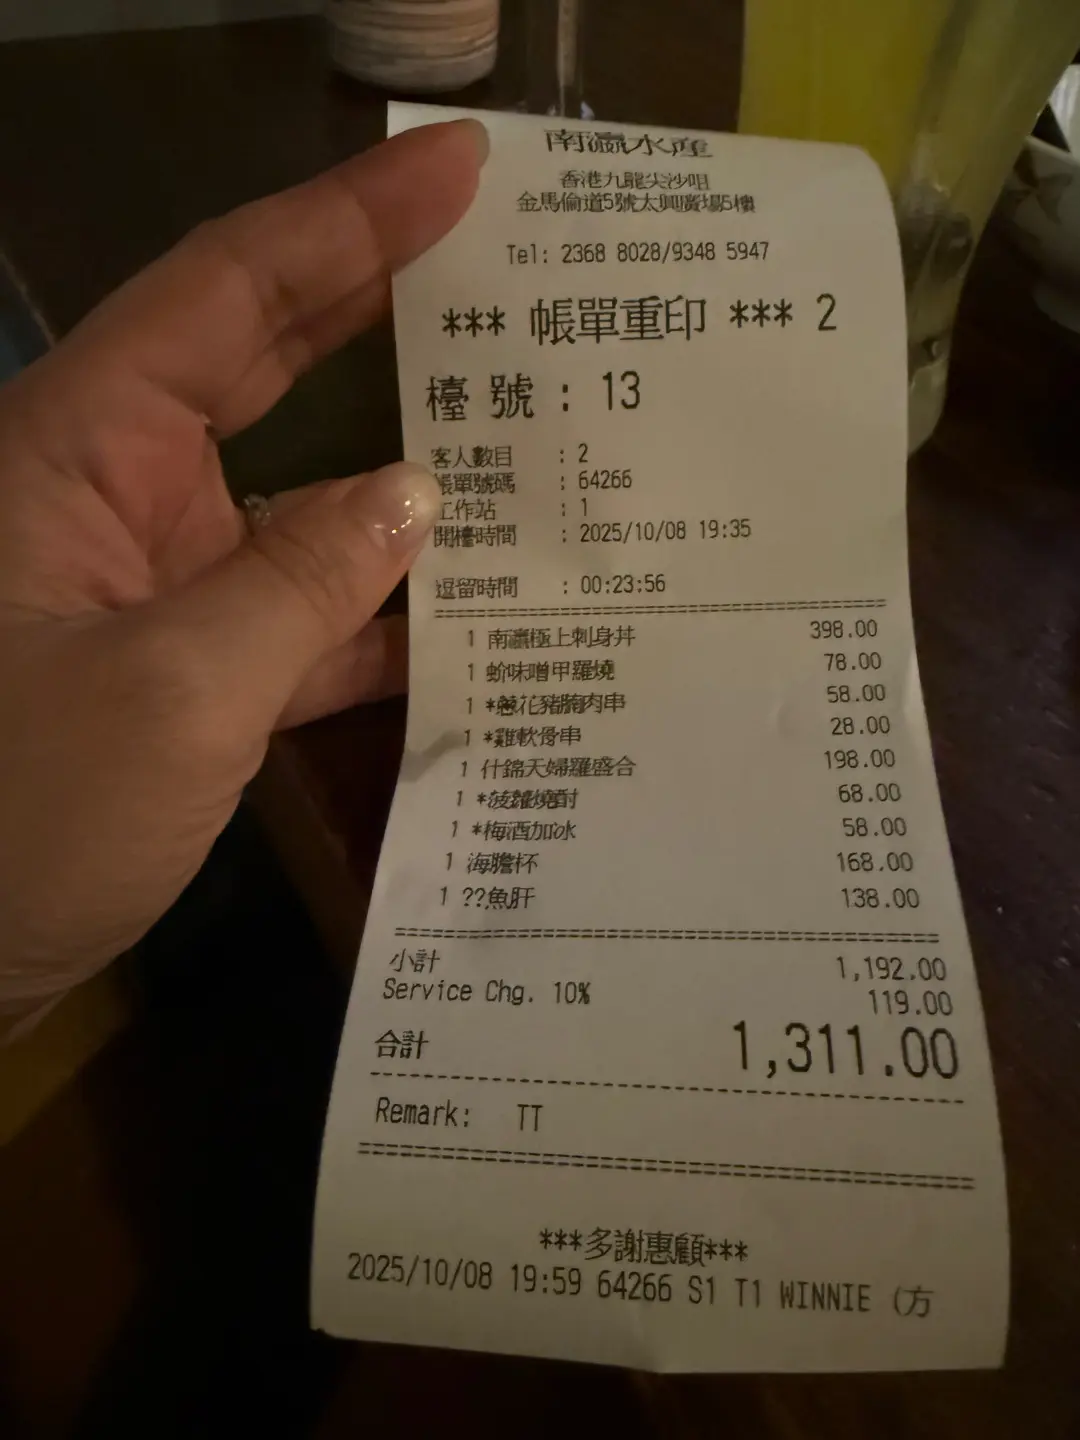 南瀛水產
香港九龍尖沙咀
金馬倫道5號太興廣場5樓
Tel: 2368 8028/9348 5947
*** 帳單重印 *** 2
檯號 : 13
客人數目 : 2
帳單號碼 : 64266
工作站 : 1
開檯時間 : 2025/10/08 19:35
逗留時間 : 00:23:56
1 南瀛極上刺身丼 398.00
1 蚧味噌甲羅燒 78.00
1 *蔥花豬腩肉串 58.00
1 *雞軟骨串 28.00
1 什錦天婦羅盛合 198.00
1 *菠蘿燒酎 68.00
1 *梅酒加冰 58.00
1 海膽杯 168.00
1 ??魚肝 138.00
小計 1,192.00
Service Chg. 10% 119.00
合計 1,311.00
Remark: TT
***多謝惠顧***
2025/10/08 19:59 64266 S1 T1 WINNIE (方